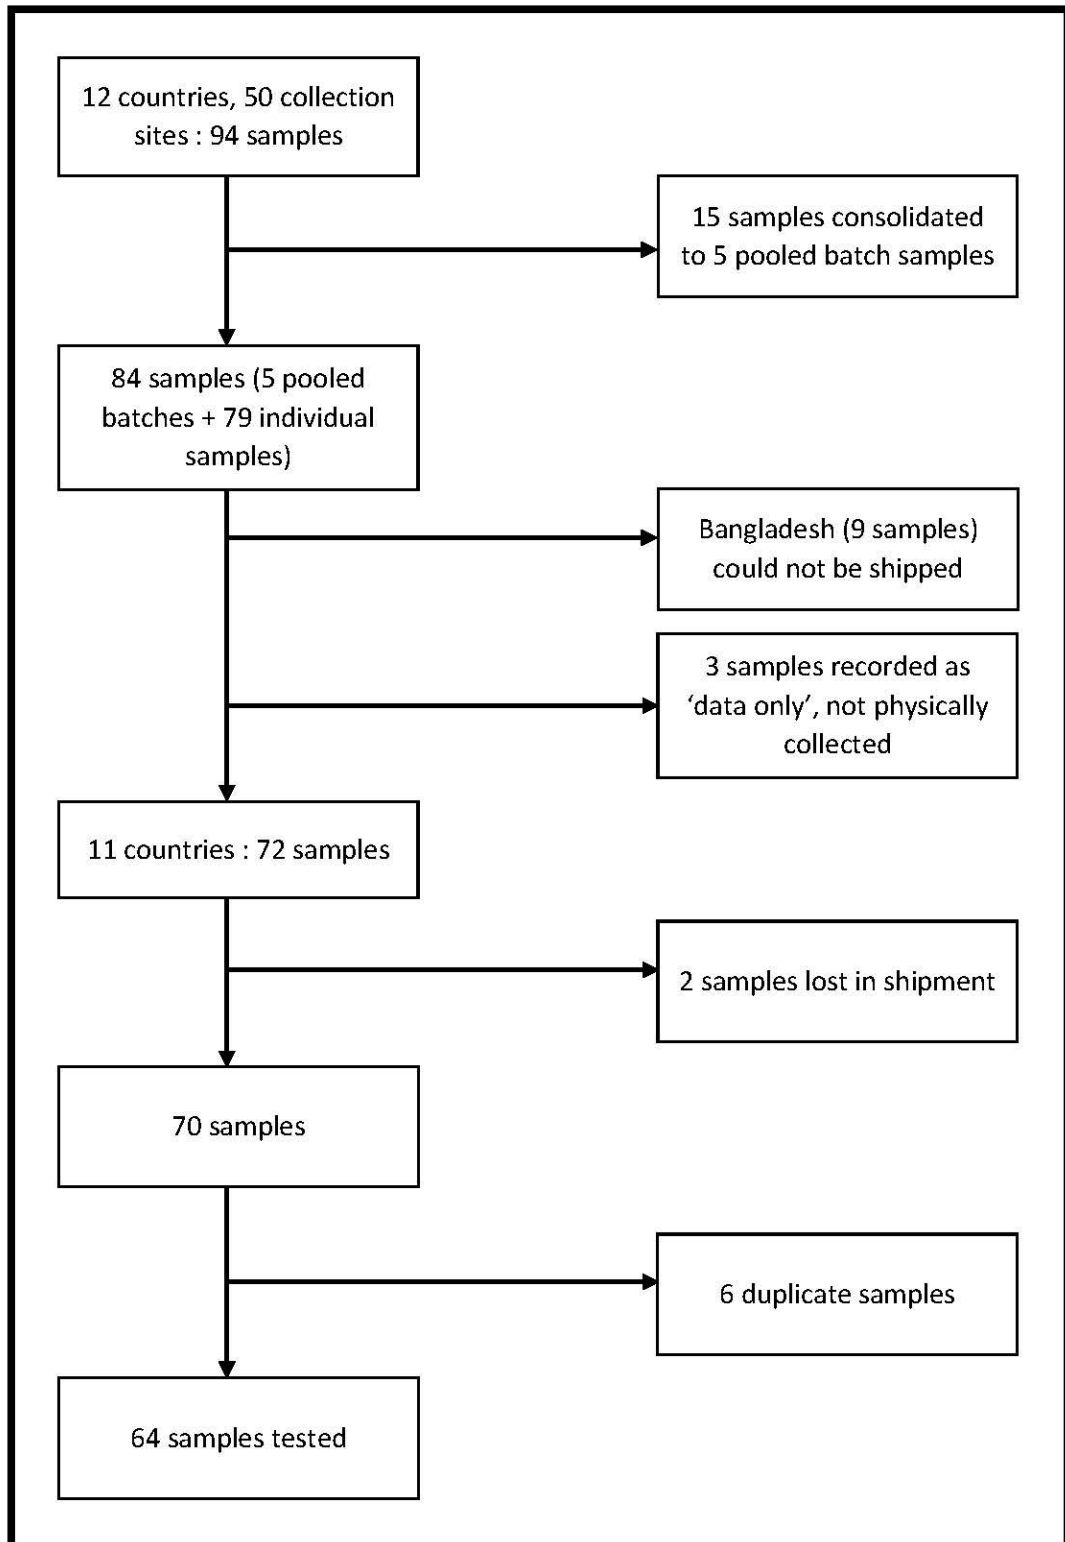 12 countries, 50 collection
sites : 94 samples
15 samples consolidated
to 5 pooled batch samples
84 samples (5 pooled
batches + 79 individual
samples)
Bangladesh (9 samples)
could not be shipped
3 samples recorded as
‘data only’, not physically
collected
11 countries : 72 samples
2 samples lost in shipment
70 samples
6 duplicate samples
64 samples tested